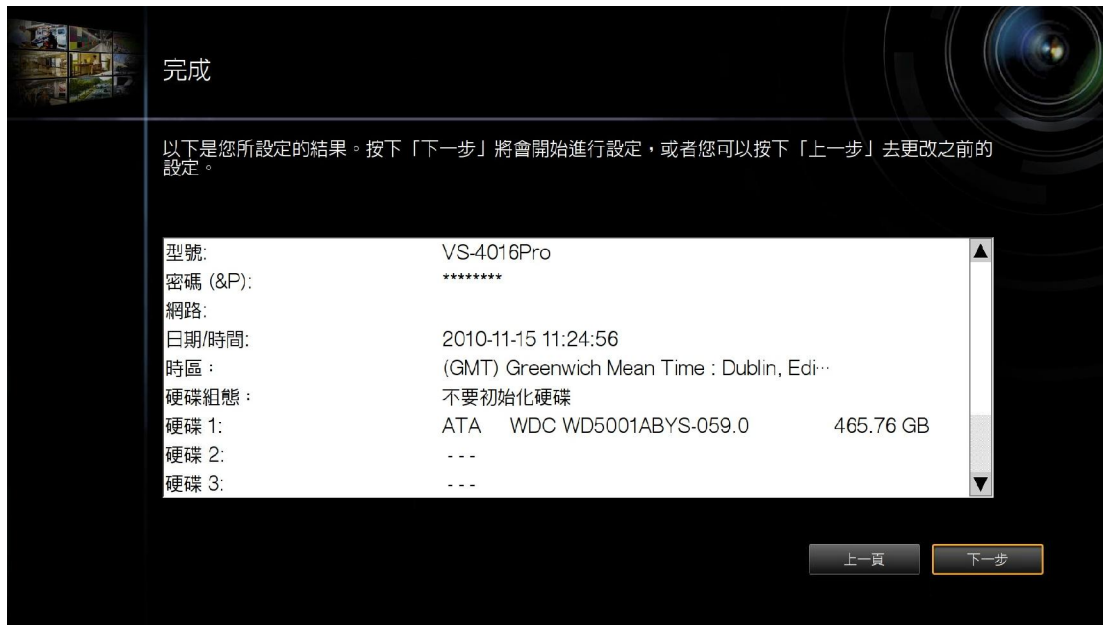 完成
以下是您所設定的結果。按下「下一步」將會開始進行設定，或者您可以按下「上一步」去更改之前的
設定。
型號: VS-4016Pro
密碼 (&P): ********
網路:
日期/時間: 2010-11-15 11:24:56
時區： (GMT) Greenwich Mean Time : Dublin, Edi…
硬碟組態： 不要初始化硬碟
硬碟 1: ATA WDC WD5001ABYS-059.0 465.76 GB
硬碟 2: - - -
硬碟 3: - - -
上一頁 下一步